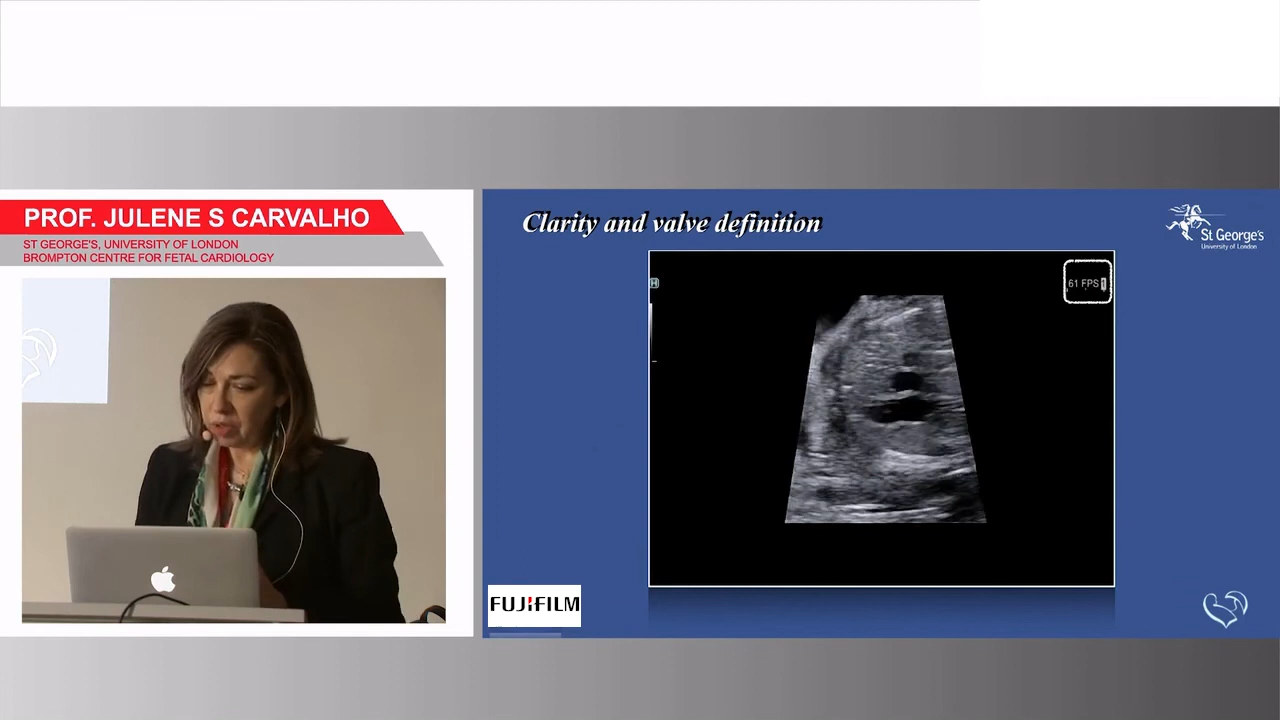 PROF. JULENE S CARVALHO
ST GEORGE'S, UNIVERSITY OF LONDON
BROMPTON CENTRE FOR FETAL CARDIOLOGY
Clarity and valve definition
St George's
University of London
H
61 FPS
FUJIFILM